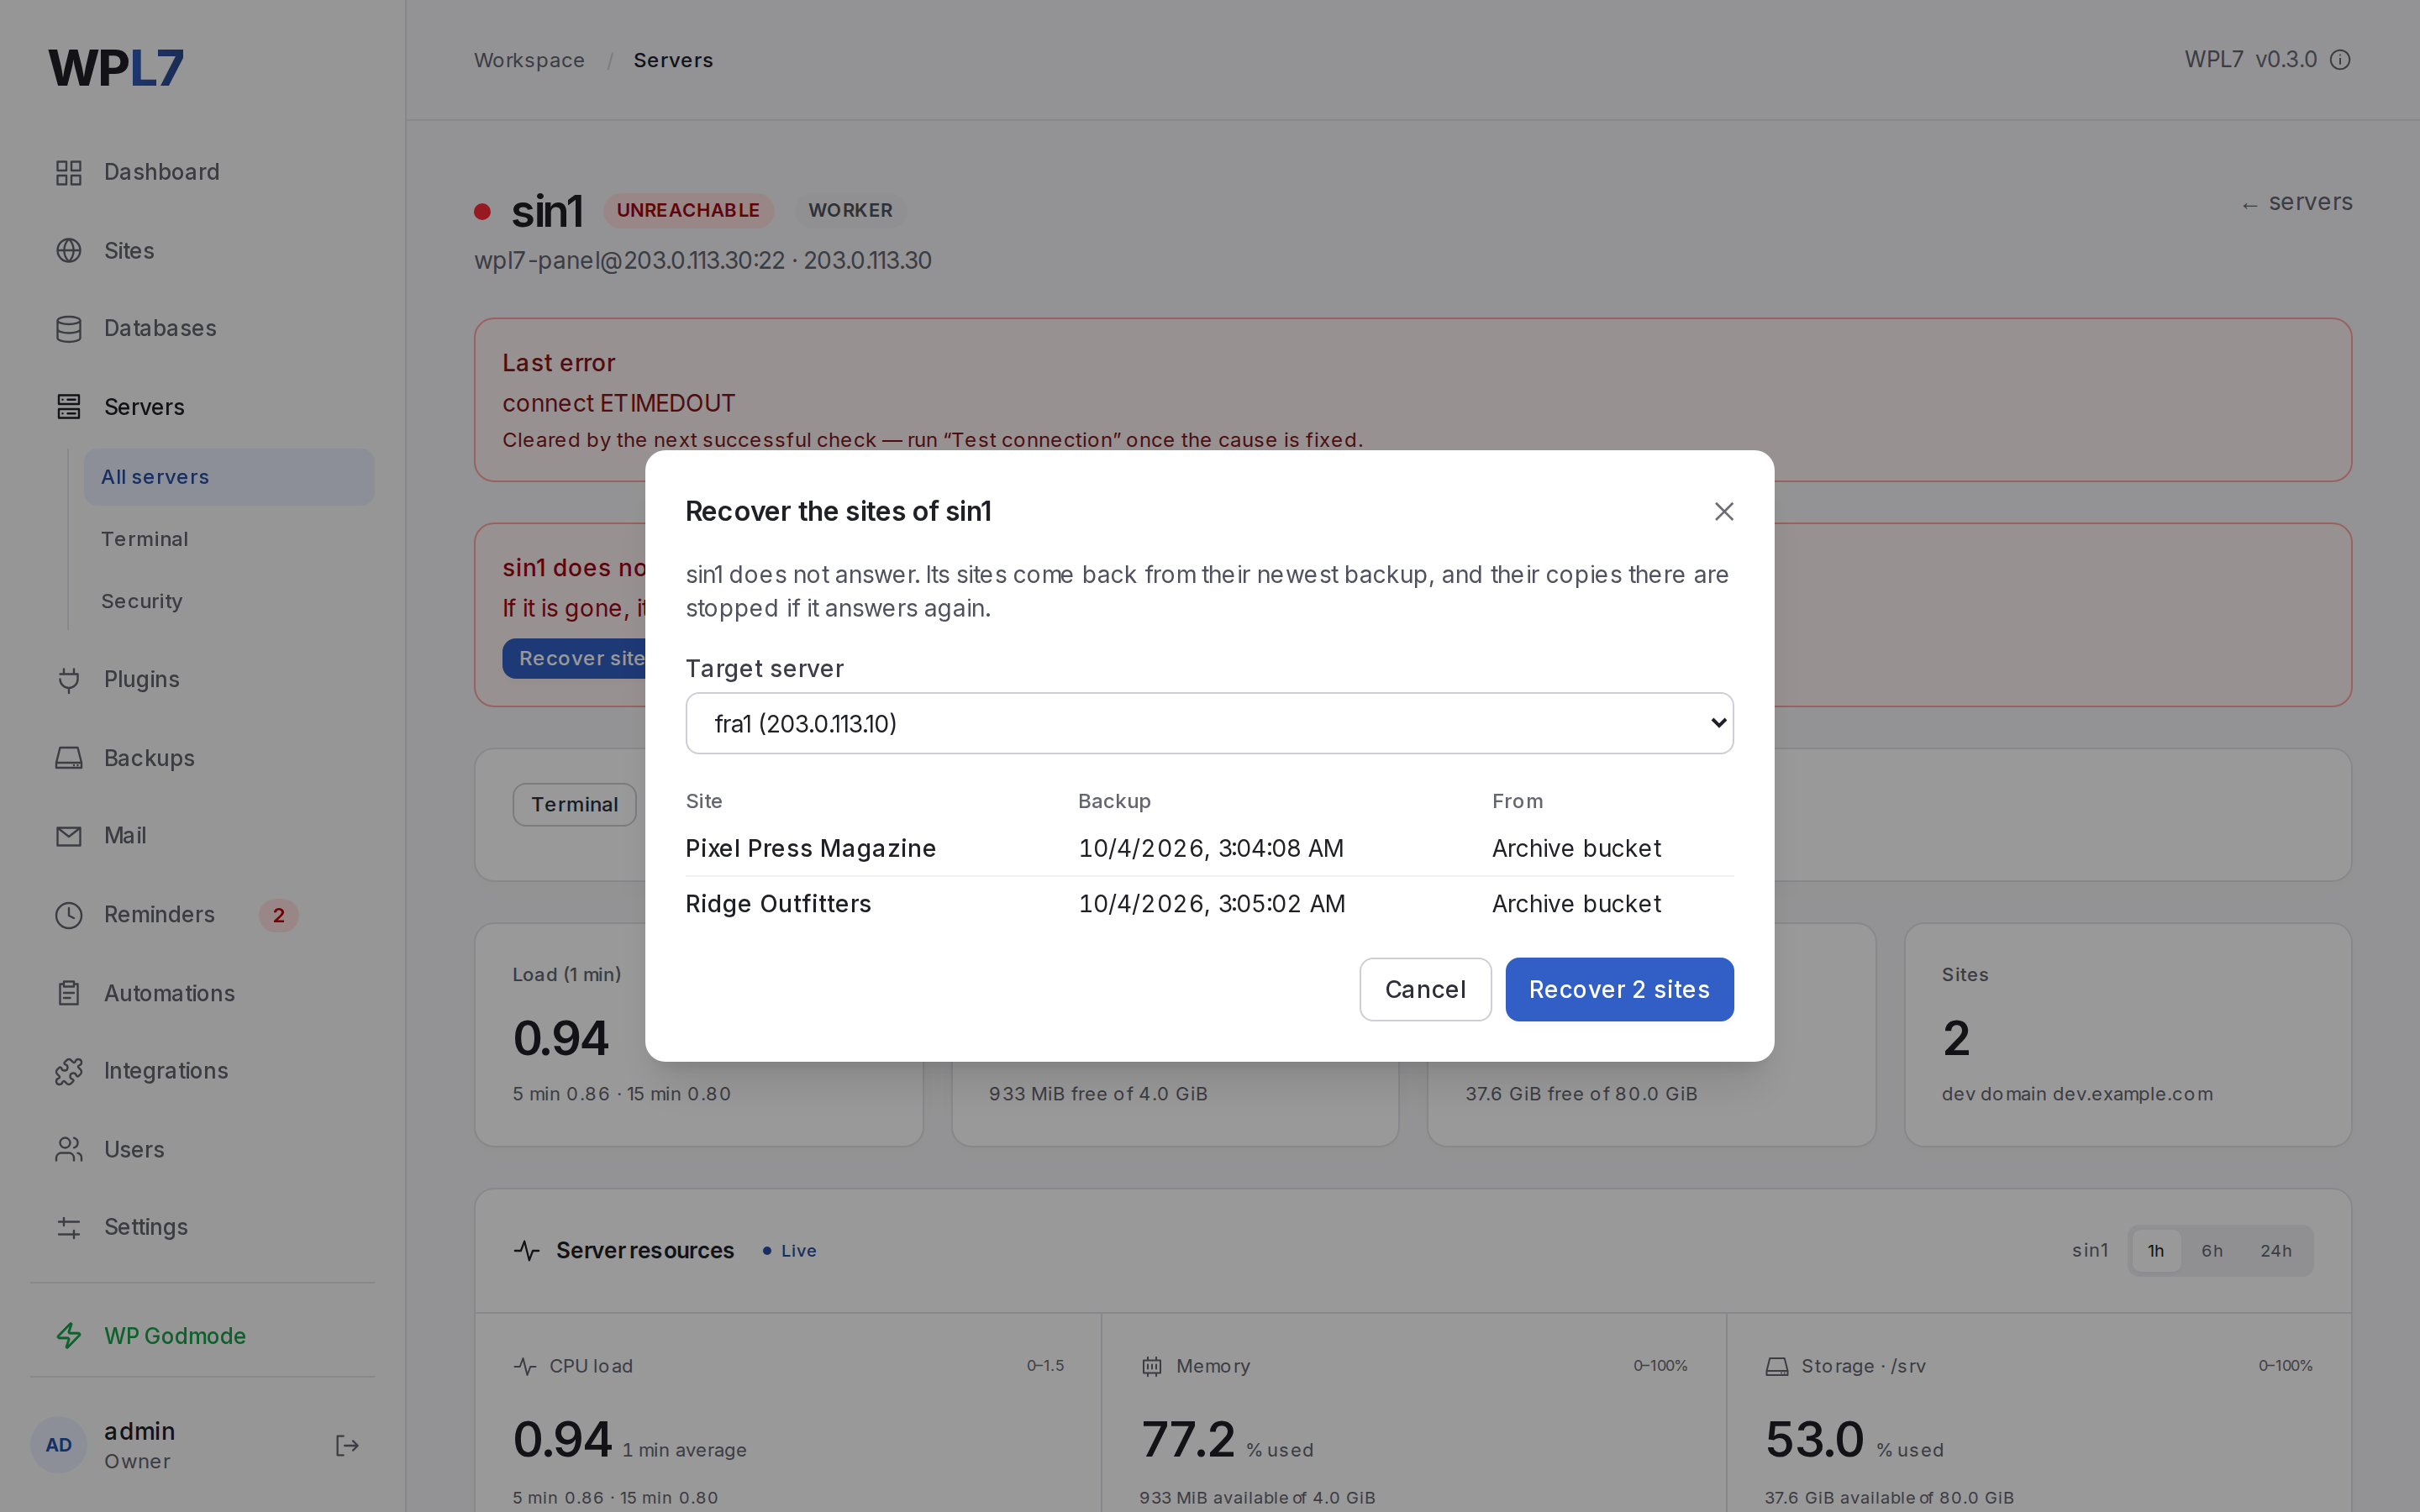 WPL7
Dashboard
Sites
Databases
Servers
All servers
Terminal
Security
Plugins
Backups
Mail
Reminders 2
Automations
Integrations
Users
Settings
WP Godmode
AD
admin
Owner
Workspace / Servers
WPL7 v0.3.0
sin1 UNREACHABLE WORKER
← servers
wpl7-panel@203.0.113.30:22 · 203.0.113.30
Last error
connect ETIMEDOUT
Cleared by the next successful check — run “Test connection” once the cause is fixed.
sin1 does
If it is gone,
Recover
Terminal
Recover the sites of sin1
sin1 does not answer. Its sites come back from their newest backup, and their copies there are
stopped if it answers again.
Target server
fra1 (203.0.113.10)
Site Backup From
Pixel Press Magazine 10/4/2026, 3:04:08 AM Archive bucket
Ridge Outfitters 10/4/2026, 3:05:02 AM Archive bucket
Cancel Recover 2 sites
Load (1 min)
0.94
5 min 0.86 · 15 min 0.80
933 MiB free of 4.0 GiB
37.6 GiB free of 80.0 GiB
Sites
2
dev domain dev.example.com
Server resources Live
sin1 1h 6h 24h
CPU load 0–1.5
0.94 1 min average
5 min 0.86 · 15 min 0.80
Memory 0–100%
77.2 % used
933 MiB available of 4.0 GiB
Storage · /srv 0–100%
53.0 % used
37.6 GiB available of 80.0 GiB